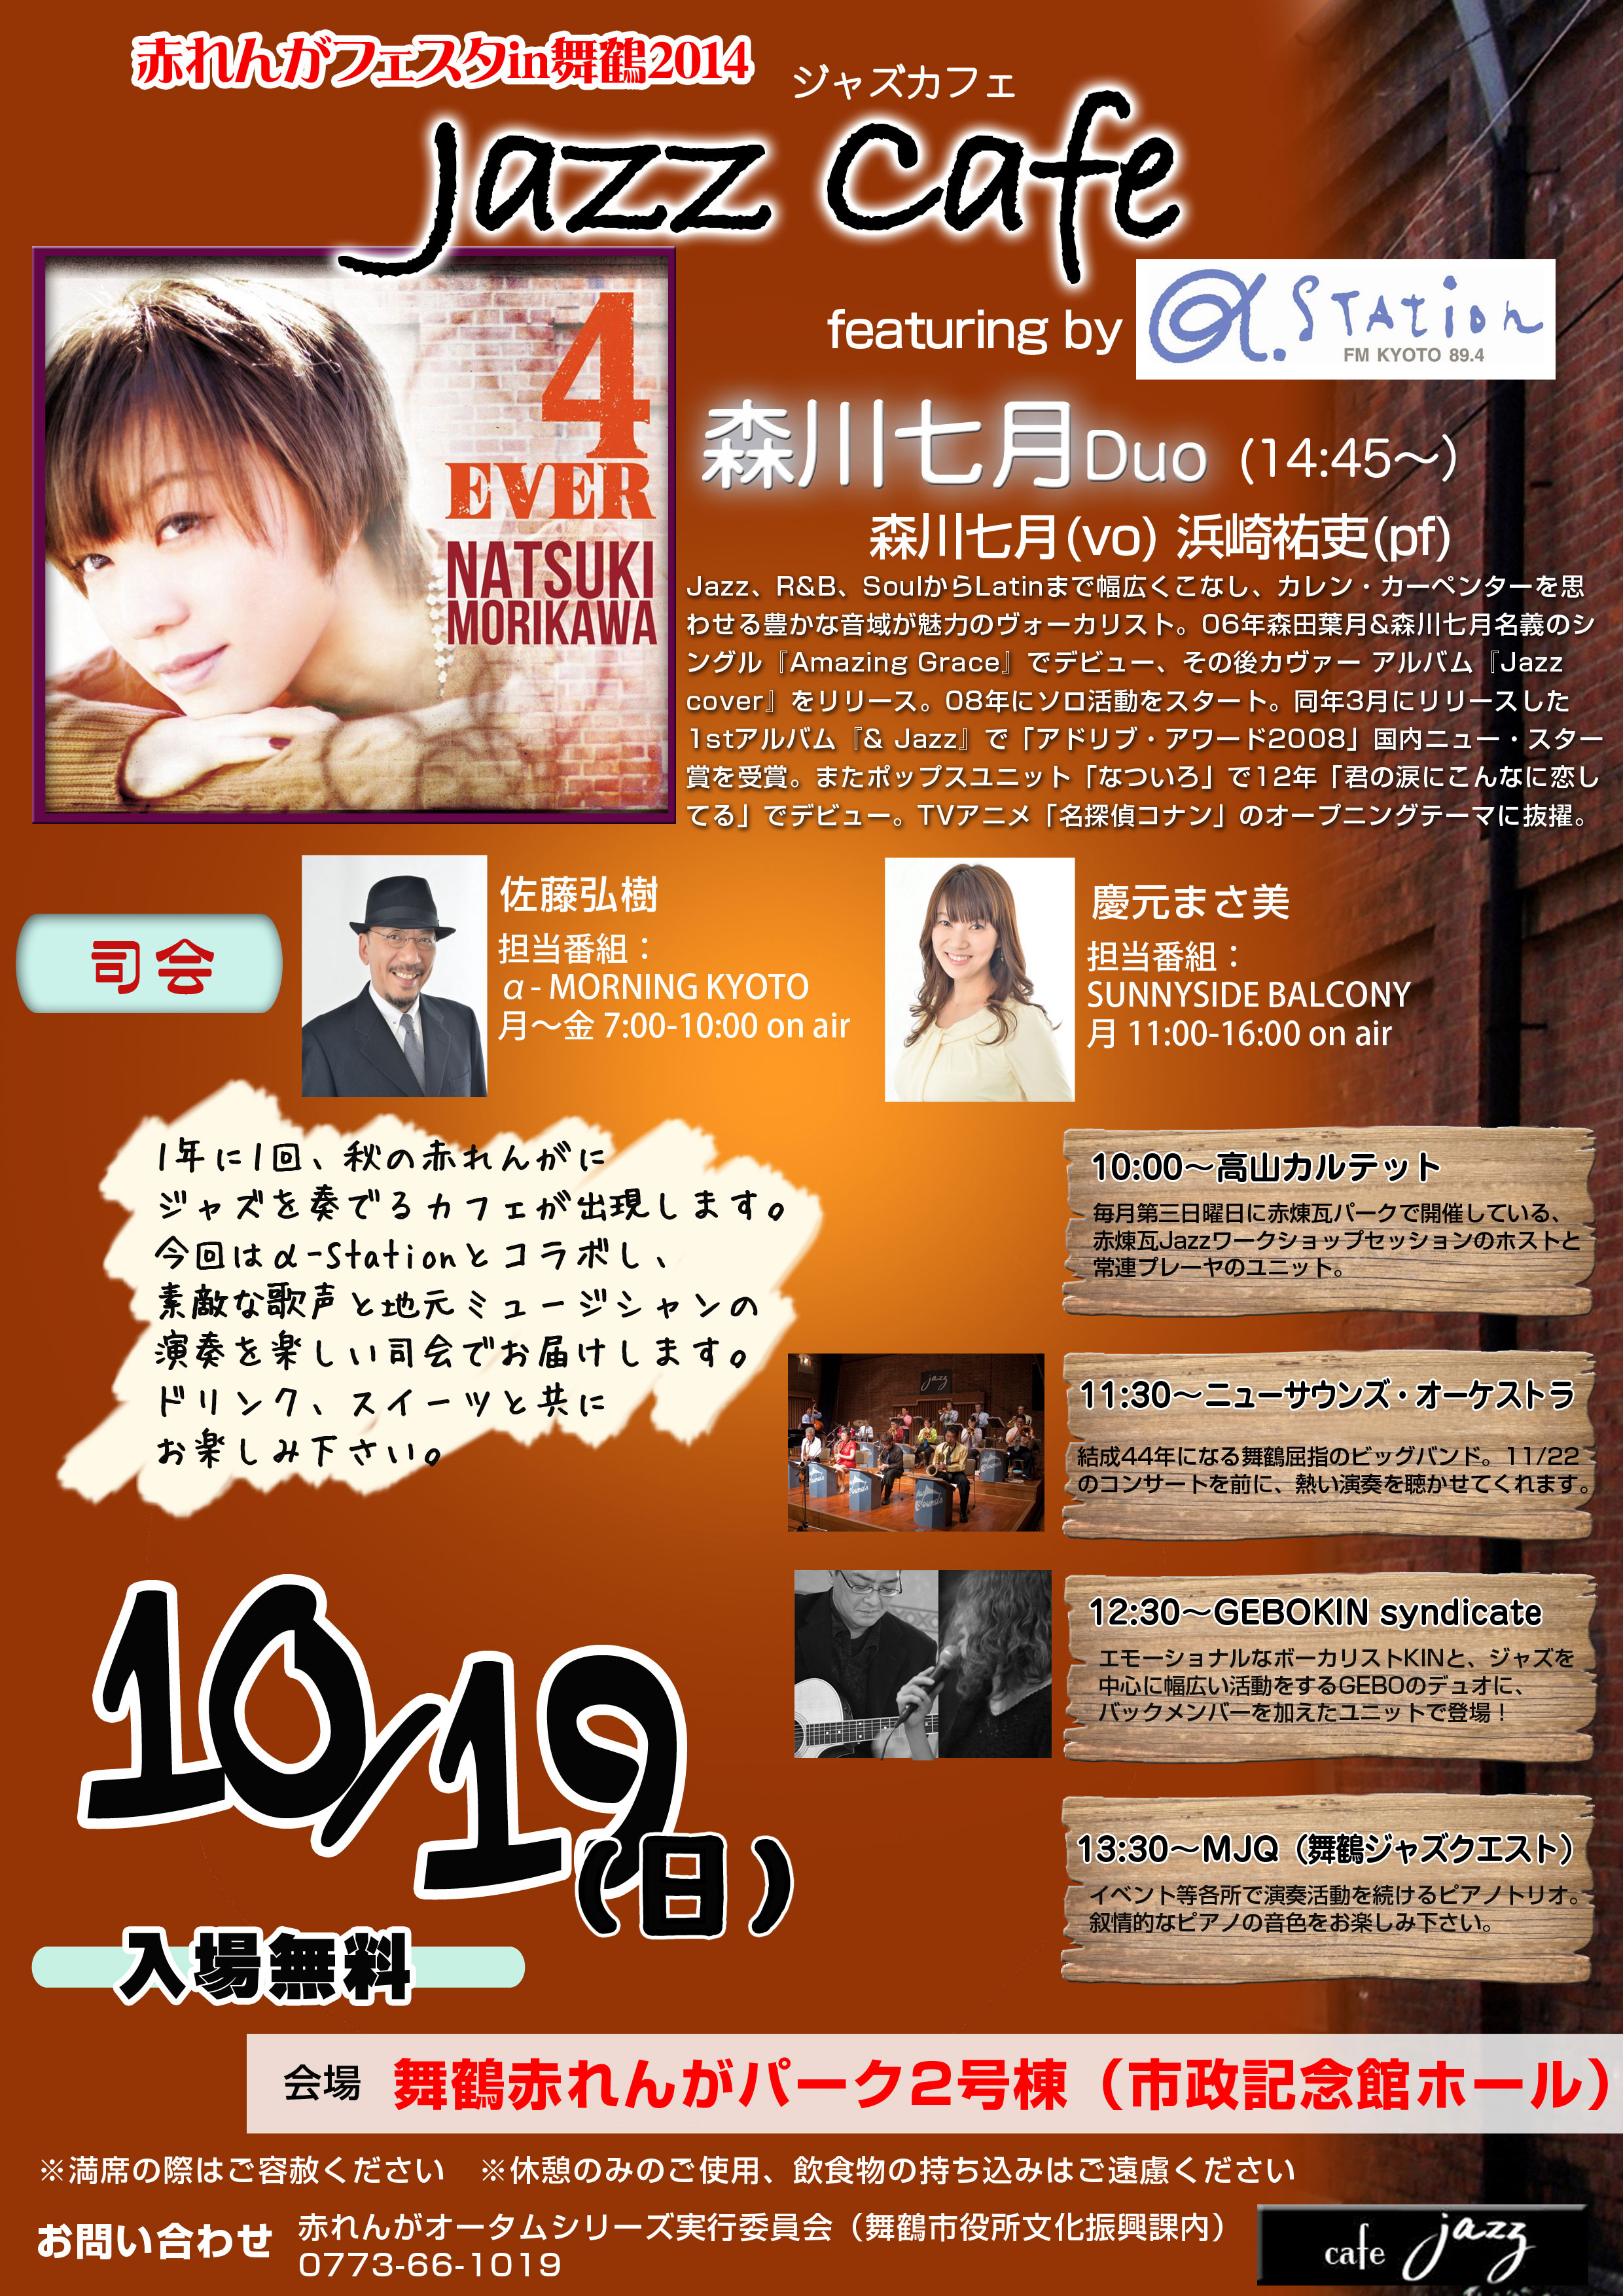 赤れんがフェスタin舞鶴2014
ジャズカフェ
jazz cafe
featuring by
α.STATION
FM KYOTO 89.4
4
EVER
NATSUKI
MORIKAWA
森川七月Duo (14:45～)
森川七月(vo) 浜崎祐吏(pf)
Jazz、R&B、SoulからLatinまで幅広くこなし、カレン・カーペンターを思
わせる豊かな音域が魅力のヴォーカリスト。06年森田葉月&森川七月名義のシ
ングル『Amazing Grace』でデビュー、その後カヴァー アルバム『Jazz
cover』をリリース。08年にソロ活動をスタート。同年3月にリリースした
1stアルバム『& Jazz』で「アドリブ・アワード2008」国内ニュー・スター
賞を受賞。またポップスユニット「なついろ」で12年「君の涙にこんなに恋し
てる」でデビュー。TVアニメ「名探偵コナン」のオープニングテーマに抜擢。
司会
佐藤弘樹
担当番組：
α- MORNING KYOTO
月～金 7:00-10:00 on air
慶元まさ美
担当番組：
SUNNYSIDE BALCONY
月 11:00-16:00 on air
1年に1回、秋の赤れんがに
ジャズを奏でるカフェが出現します。
今回はα-Stationとコラボし、
素敵な歌声と地元ミュージシャンの
演奏を楽しい司会でお届けします。
ドリンク、スイーツと共に
お楽しみ下さい。
10:00～高山カルテット
毎月第三日曜日に赤煉瓦パークで開催している、
赤煉瓦Jazzワークショップセッションのホストと
常連プレーヤのユニット。
jazz
11:30～ニューサウンズ・オーケストラ
結成44年になる舞鶴屈指のビッグバンド。11/22
のコンサートを前に、熱い演奏を聴かせてくれます。
12:30～GEBOKIN syndicate
エモーショナルなボーカリストKINと、ジャズを
中心に幅広い活動をするGEBOのデュオに、
バックメンバーを加えたユニットで登場！
13:30～MJQ（舞鶴ジャズクエスト）
イベント等各所で演奏活動を続けるピアノトリオ。
叙情的なピアノの音色をお楽しみ下さい。
10/19
(日)
入場無料
会場 舞鶴赤れんがパーク2号棟（市政記念館ホール）
※満席の際はご容赦ください ※休憩のみのご使用、飲食物の持ち込みはご遠慮ください
お問い合わせ 赤れんがオータムシリーズ実行委員会（舞鶴市役所文化振興課内）
0773-66-1019
cafe jazz